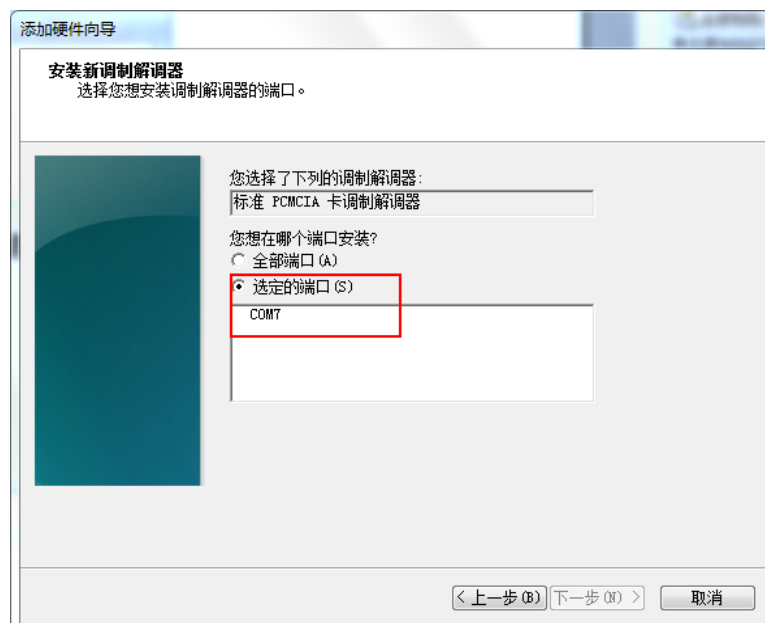 添加硬件向导
安装新调制解调器
选择您想安装调制解调器的端口。
您选择了下列的调制解调器:
标准 PCMCIA 卡调制解调器
您想在哪个端口安装?
全部端口(A)
选定的端口(S)
COM7
< 上一步(B) 下一步(N) > 取消